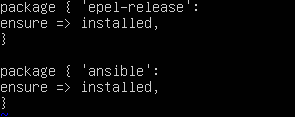 package { 'epel-release':
ensure => installed,
}
package { 'ansible':
ensure => installed,
}